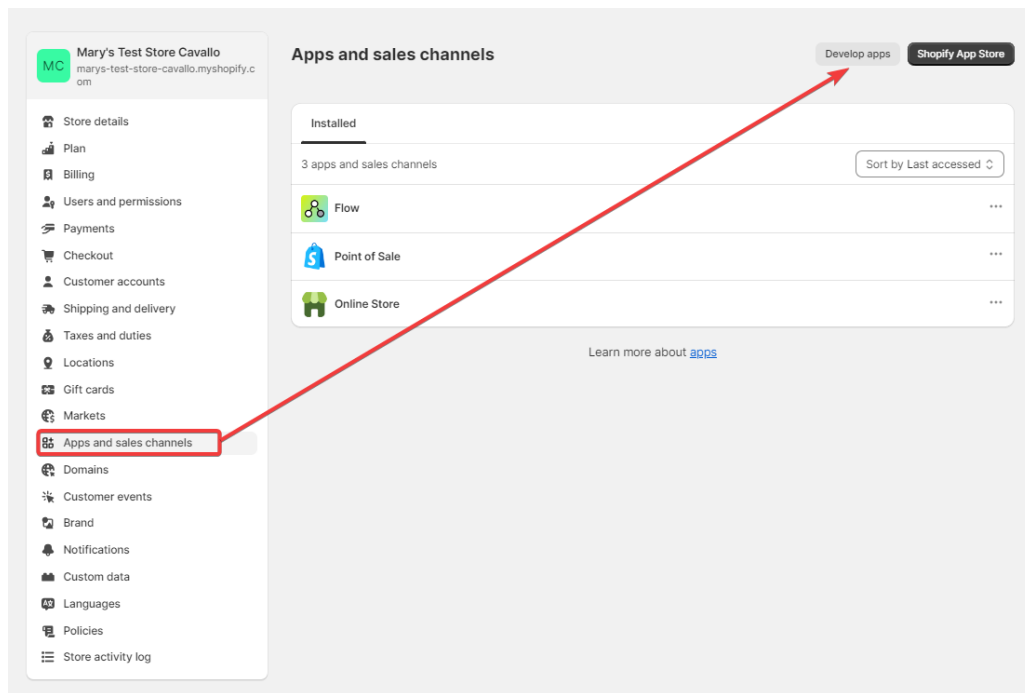 MC
Mary's Test Store Cavallo
marys-test-store-cavallo.myshopify.c
om
Store details
Plan
Billing
Users and permissions
Payments
Checkout
Customer accounts
Shipping and delivery
Taxes and duties
Locations
Gift cards
Markets
Apps and sales channels
Domains
Customer events
Brand
Notifications
Custom data
Languages
Policies
Store activity log
Apps and sales channels
Develop apps
Shopify App Store
Installed
3 apps and sales channels
Sort by Last accessed
Flow
Point of Sale
Online Store
Learn more about apps